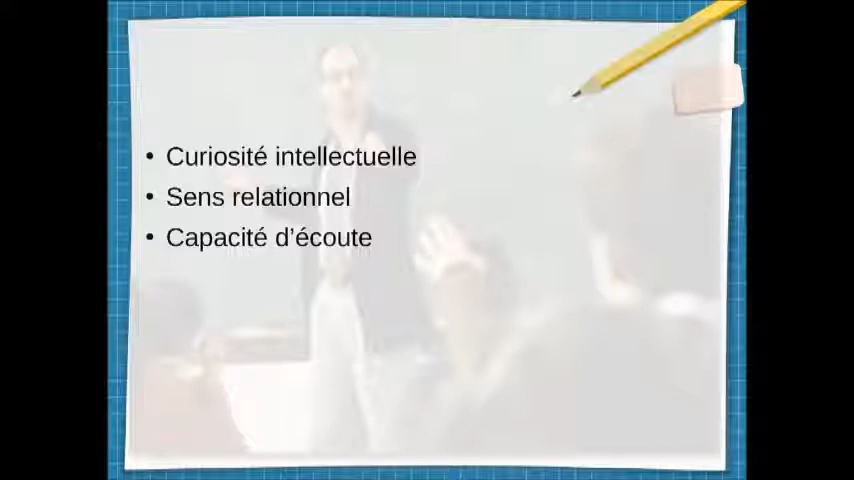 • Curiosité intellectuelle
• Sens relationnel
• Capacité d’écoute